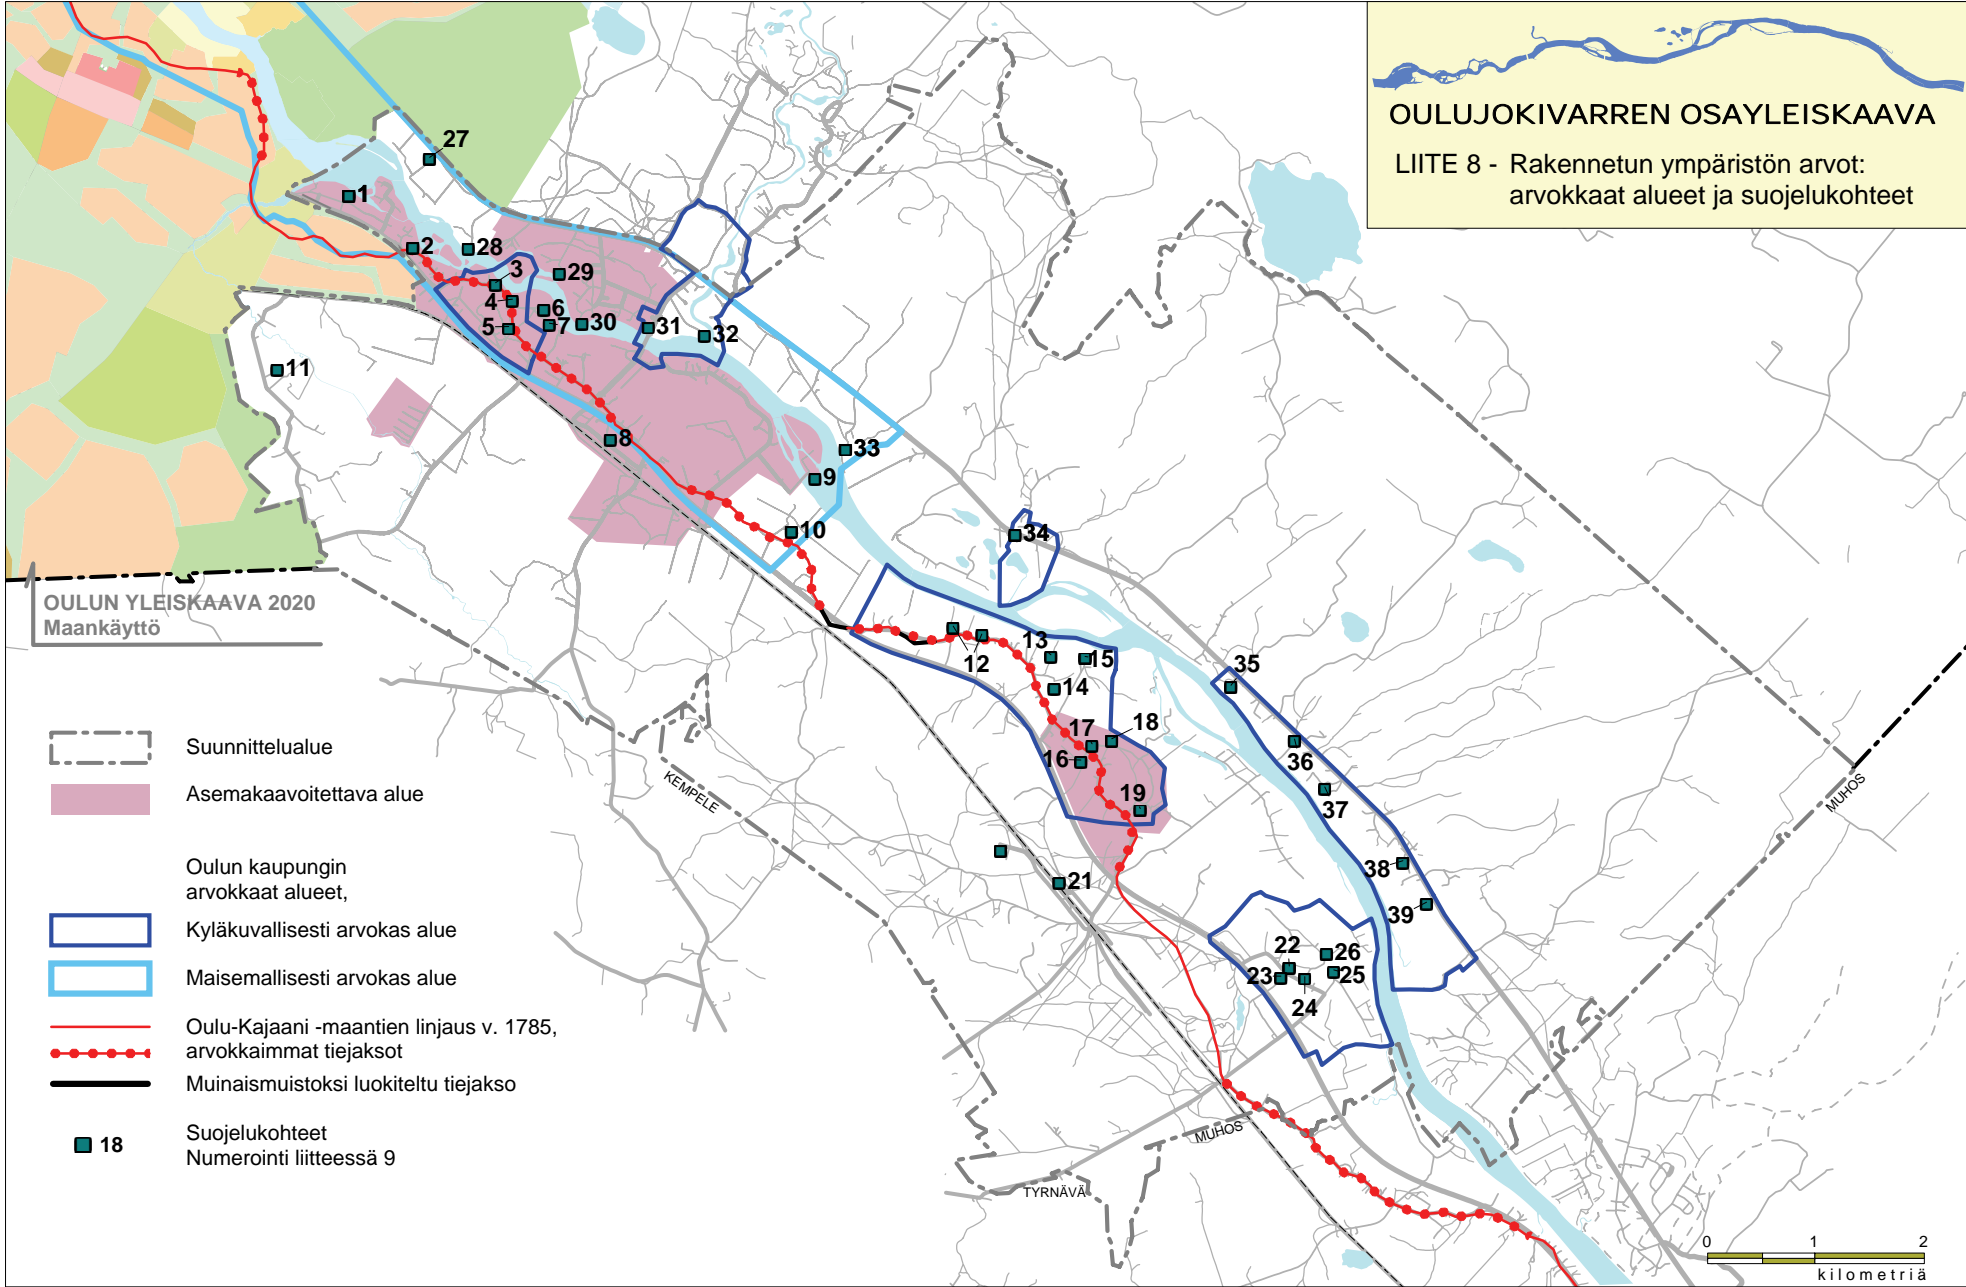 OULUJOKIVARREN OSAYLEISKAAVA
LIITE 8 - Rakennetun ympäristön arvot:
arvokkaat alueet ja suojelukohteet
27
1
2
28
3
29
4
6
5
7
30
31
32
11
8
33
9
10
34
OULUN YLEISKAAVA 2020
Maankäyttö
12
13
15
14
35
17
18
16
36
37
19
38
21
39
22
26
23
25
24
KEMPELE
MUHOS
MUHOS
TYRNÄVÄ
Suunnittelualue
Asemakaavoitettava alue
Oulun kaupungin
arvokkaat alueet,
Kyläkuvallisesti arvokas alue
Maisemallisesti arvokas alue
Oulu-Kajaani -maantien linjaus v. 1785,
arvokkaimmat tiejaksot
Muinaismuistoksi luokiteltu tiejakso
18 Suojelukohteet
Numerointi liitteessä 9
0 1 2
kilometriä